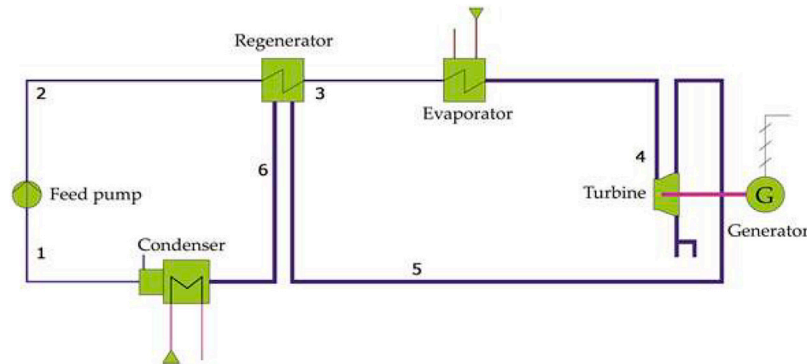 Regenerator
2
3
Evaporator
4
6
Feed pump
Turbine
G
Generator
1
Condenser
5